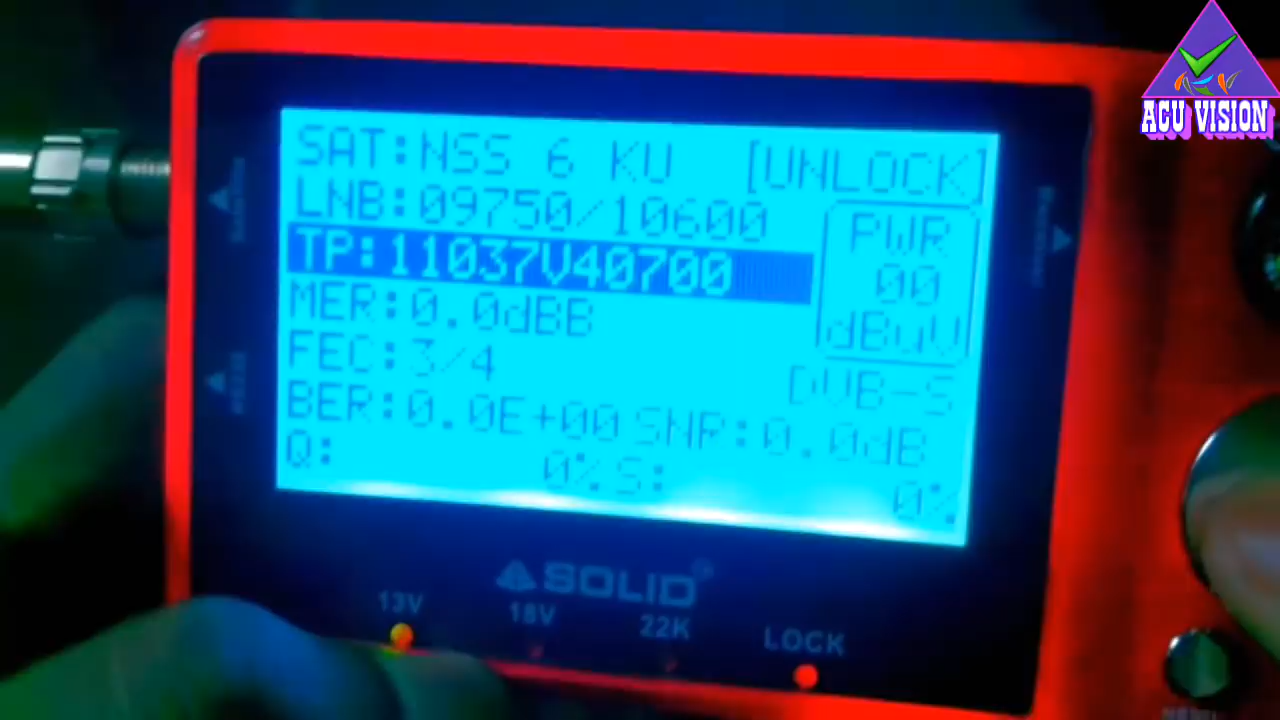 ACU VISION
SAT:NSS 6 KU [UNLOCK]
LNB:09750/10600
PWR
TP:11037V40700
00
MER:0.0dBB
dBuV
FEC:3/4
DVB-S
BER:0.0E+00 SNR:0.0dB
Q: 0% S: 0%
SOLID
13V 18V 22K LOCK